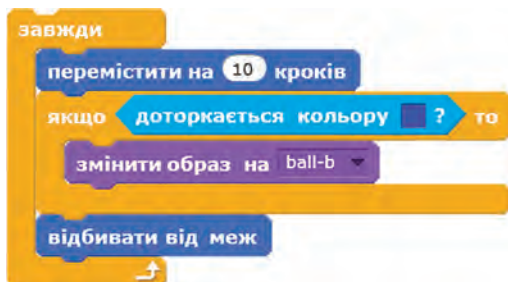 завжди
перемістити на 10 кроків
якщо доторкається кольору ? то
змінити образ на ball-b
відбивати від меж